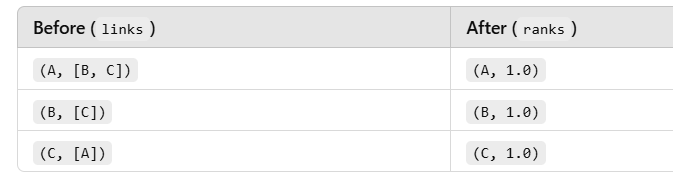 Before ( links ) After ( ranks )
(A, [B, C]) (A, 1.0)
(B, [C]) (B, 1.0)
(C, [A]) (C, 1.0)